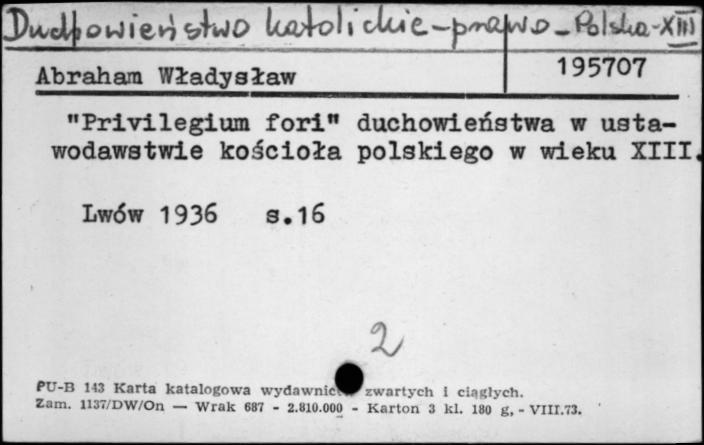 Duchowieństwo katolickie-prawo-Polska-XIII
Abraham Władysław 195707
"Privilegium fori" duchowieństwa w usta-
wodawstwie kościoła polskiego w wieku XIII.
Lwów 1936 s.16
2
PU-B 143 Karta katalogowa zwartych i ciągłych.
Zam. 1137/DW/On — Wrak 687 - 2.810.000 - Karton 3 kl. 180 g, - VIII.73.